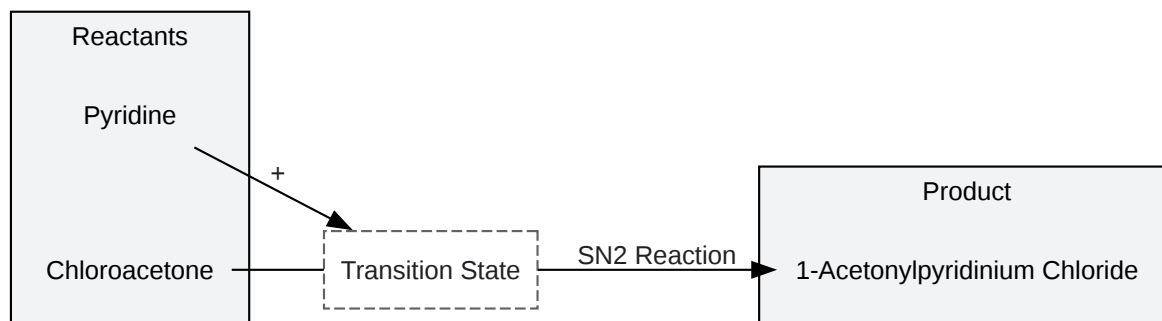 Reactants
Pyridine
+
Product
Chloroacetone
Transition State
SN2 Reaction
1-Acetonylpyridinium Chloride